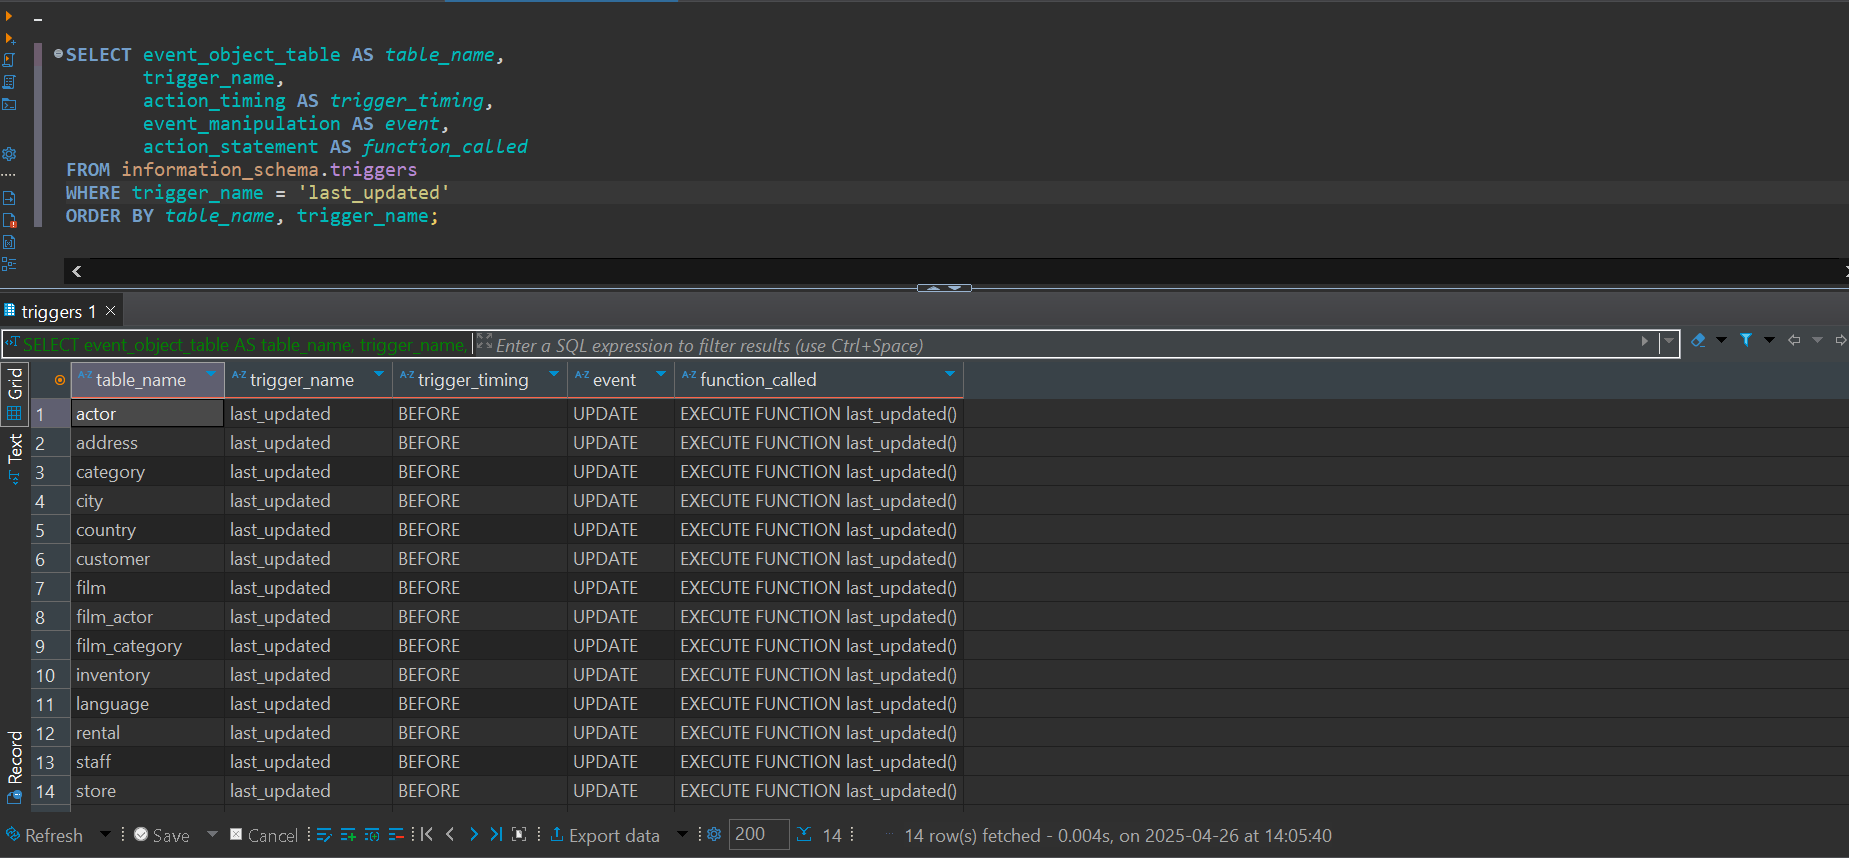 SELECT event_object_table AS table_name,
trigger_name,
action_timing AS trigger_timing,
event_manipulation AS event,
action_statement AS function_called
FROM information_schema.triggers
WHERE trigger_name = 'last_updated'
ORDER BY table_name, trigger_name;
triggers 1
SELECT event_object_table AS table_name, trigger_name, Enter a SQL expression to filter results (use Ctrl+Space)
Grid
Text
Record
table_name trigger_name trigger_timing event function_called
1 actor last_updated BEFORE UPDATE EXECUTE FUNCTION last_updated()
2 address last_updated BEFORE UPDATE EXECUTE FUNCTION last_updated()
3 category last_updated BEFORE UPDATE EXECUTE FUNCTION last_updated()
4 city last_updated BEFORE UPDATE EXECUTE FUNCTION last_updated()
5 country last_updated BEFORE UPDATE EXECUTE FUNCTION last_updated()
6 customer last_updated BEFORE UPDATE EXECUTE FUNCTION last_updated()
7 film last_updated BEFORE UPDATE EXECUTE FUNCTION last_updated()
8 film_actor last_updated BEFORE UPDATE EXECUTE FUNCTION last_updated()
9 film_category last_updated BEFORE UPDATE EXECUTE FUNCTION last_updated()
10 inventory last_updated BEFORE UPDATE EXECUTE FUNCTION last_updated()
11 language last_updated BEFORE UPDATE EXECUTE FUNCTION last_updated()
12 rental last_updated BEFORE UPDATE EXECUTE FUNCTION last_updated()
13 staff last_updated BEFORE UPDATE EXECUTE FUNCTION last_updated()
14 store last_updated BEFORE UPDATE EXECUTE FUNCTION last_updated()
Refresh Save Cancel Export data 200 14 14 row(s) fetched - 0.004s, on 2025-04-26 at 14:05:40